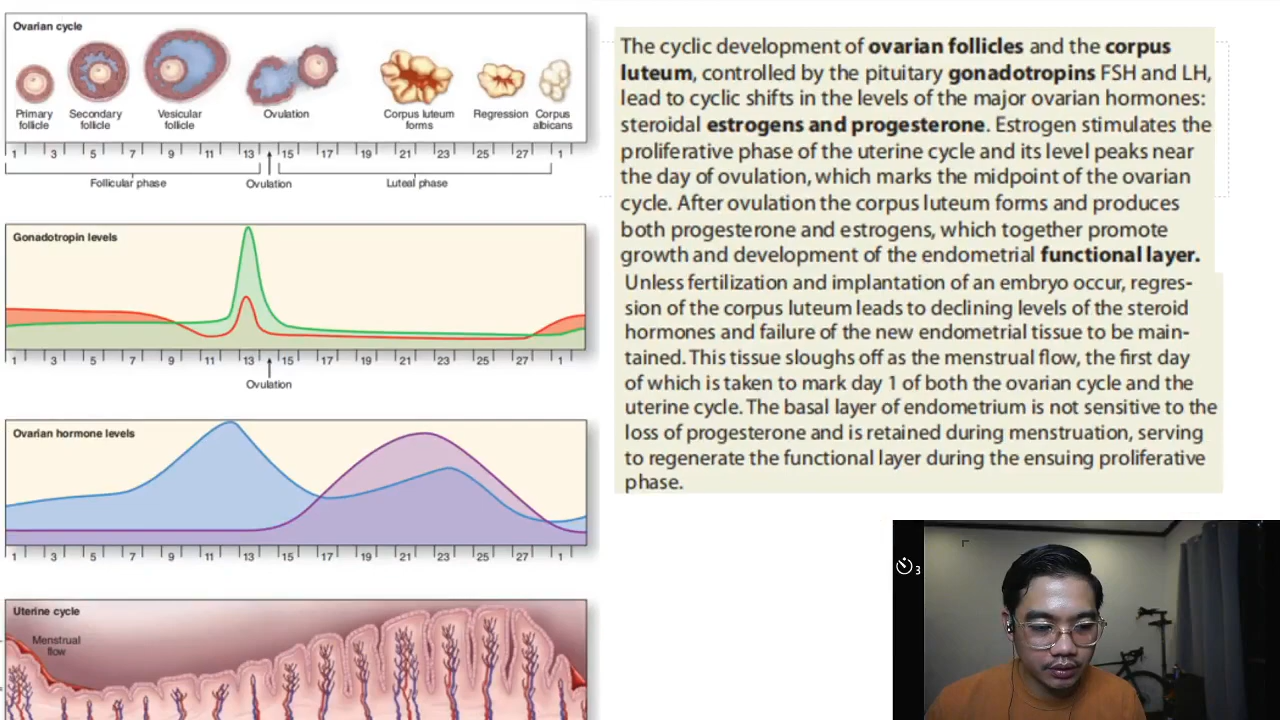 Ovarian cycle
Primary follicle
Secondary follicle
Vesicular follicle
Ovulation
Corpus luteum forms
Regression
Corpus albicans
1 3 5 7 9 11 13 15 17 19 21 23 25 27 1
Follicular phase
Ovulation
Luteal phase
Gonadotropin levels
1 3 5 7 9 11 13 15 17 19 21 23 25 27 1
Ovulation
Ovarian hormone levels
1 3 5 7 9 11 13 15 17 19 21 23 25 27 1
Uterine cycle
Menstrual flow
The cyclic development of ovarian follicles and the corpus
luteum, controlled by the pituitary gonadotropins FSH and LH,
lead to cyclic shifts in the levels of the major ovarian hormones:
steroidal estrogens and progesterone. Estrogen stimulates the
proliferative phase of the uterine cycle and its level peaks near
the day of ovulation, which marks the midpoint of the ovarian
cycle. After ovulation the corpus luteum forms and produces
both progesterone and estrogens, which together promote
growth and development of the endometrial functional layer.
Unless fertilization and implantation of an embryo occur, regres-
sion of the corpus luteum leads to declining levels of the steroid
hormones and failure of the new endometrial tissue to be main-
tained. This tissue sloughs off as the menstrual flow, the first day
of which is taken to mark day 1 of both the ovarian cycle and the
uterine cycle. The basal layer of endometrium is not sensitive to the
loss of progesterone and is retained during menstruation, serving
to regenerate the functional layer during the ensuing proliferative
phase.
3